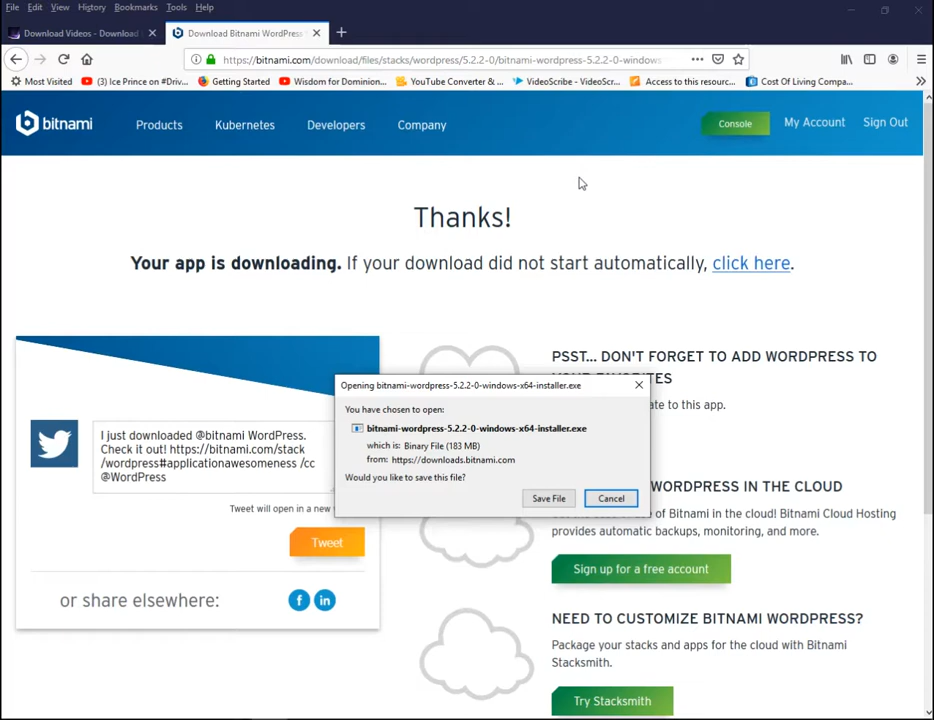 File Edit View History Bookmarks Tools Help
Download Videos - Download
Download Bitnami WordPress
https://bitnami.com/download/files/stacks/wordpress/5.2.2-0/bitnami-wordpress-5.2.2-0-windows
Most Visited (3) Ice Prince on #Driv... Getting Started Wisdom for Dominion... YouTube Converter & ... VideoScribe - VideoScr... Access to this resourc... Cost Of Living Compa...
bitnami Products Kubernetes Developers Company Console My Account Sign Out
Thanks!
Your app is downloading. If your download did not start automatically, click here.
I just downloaded @bitnami WordPress.
Check it out! https://bitnami.com/stack
/wordpress#applicationawesomeness /cc
@WordPress
Tweet will open in a new
Tweet
or share elsewhere:
Opening bitnami-wordpress-5.2.2-0-windows-x64-installer.exe
You have chosen to open:
bitnami-wordpress-5.2.2-0-windows-x64-installer.exe
which is: Binary File (183 MB)
from: https://downloads.bitnami.com
Would you like to save this file?
Save File Cancel
PSST... DON'T FORGET TO ADD WORDPRESS TO
FAVORITES
to this app.
WORDPRESS IN THE CLOUD
of Bitnami in the cloud! Bitnami Cloud Hosting
provides automatic backups, monitoring, and more.
Sign up for a free account
NEED TO CUSTOMIZE BITNAMI WORDPRESS?
Package your stacks and apps for the cloud with Bitnami
Stacksmith.
Try Stacksmith